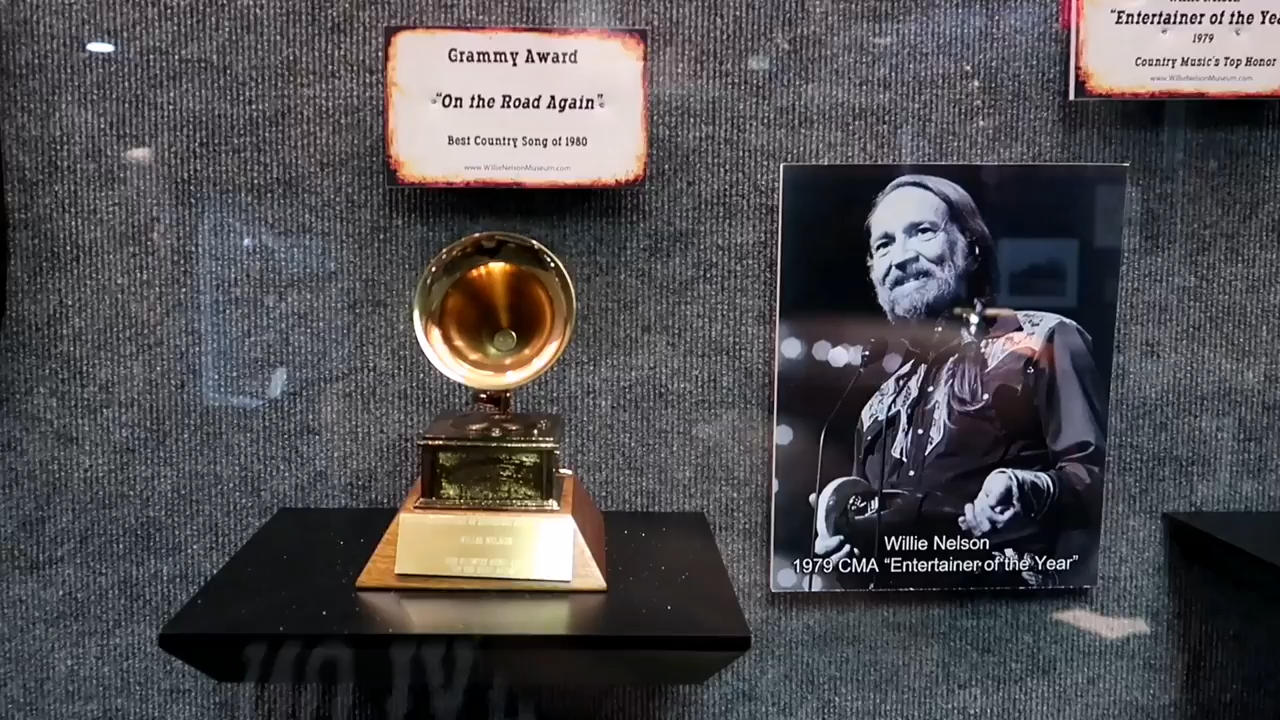 Grammy Award
"On the Road Again"
Best Country Song of 1980
www.WillieNelsonMuseum.com
"Entertainer of the Yea
1979
Country Music's Top Honor
www.WillieNelsonMuseum.com
WILLIE NELSON
Willie Nelson
1979 CMA "Entertainer of the Year"